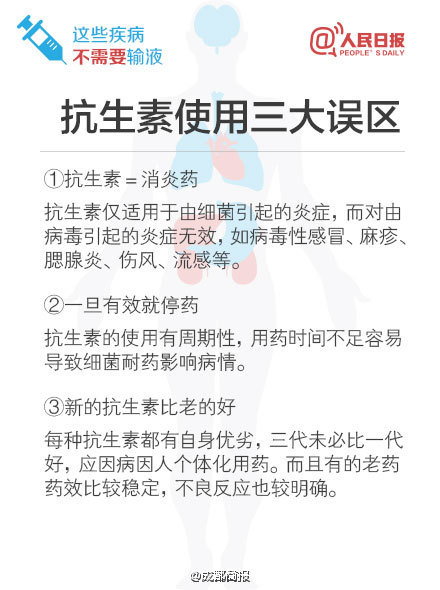 这些疾病
不需要输液
@人民日报
PEOPLE'S DAILY
抗生素使用三大误区
①抗生素=消炎药
抗生素仅适用于由细菌引起的炎症,而对由
病毒引起的炎症无效,如病毒性感冒、麻疹、
腮腺炎、伤风、流感等。
②一旦有效就停药
抗生素的使用有周期性,用药时间不足容易
导致细菌耐药影响病情。
③新的抗生素比老的好
每种抗生素都有自身优劣,三代未必比一代
好,应因病因人个体化用药。而且有的老药
药效比较稳定,不良反应也较明确。
@成都商报